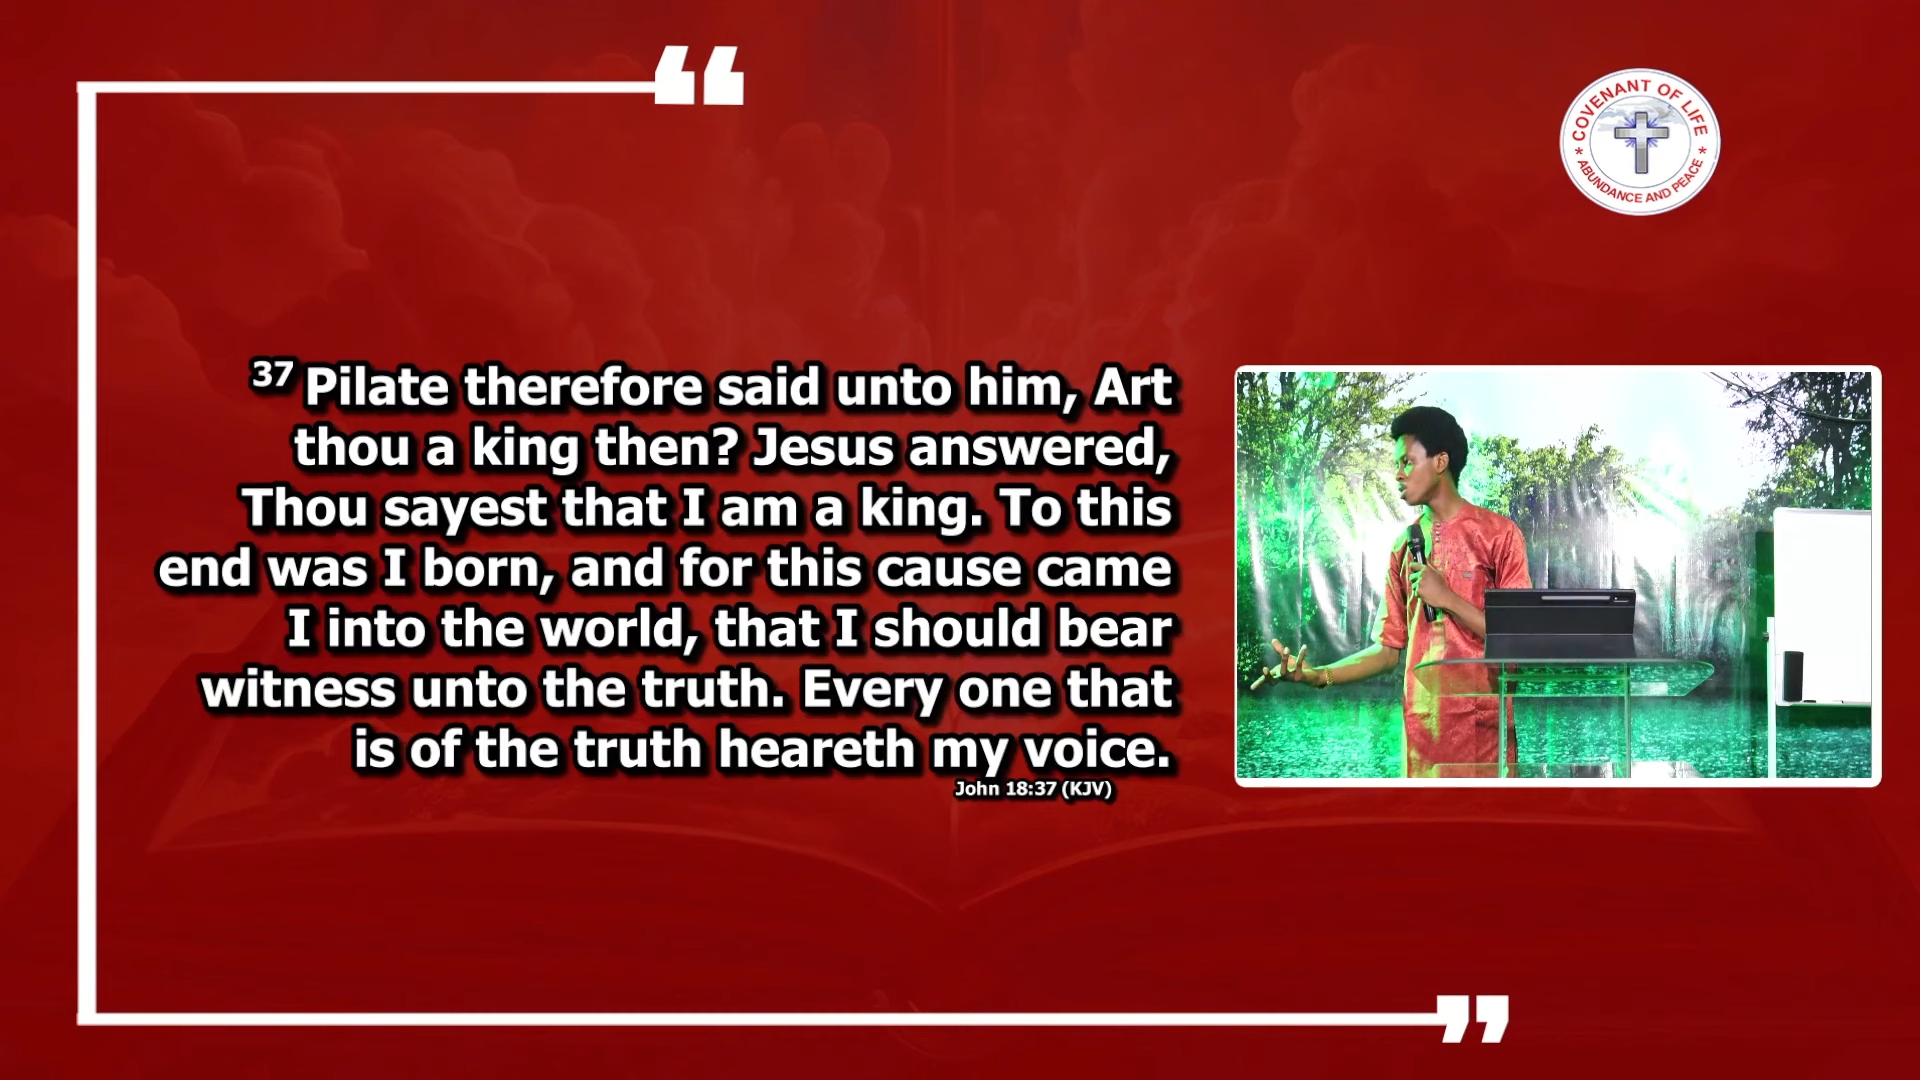 COVENANT OF LIFE
* ABUNDANCE AND PEACE *
37 Pilate therefore said unto him, Art
thou a king then? Jesus answered,
Thou sayest that I am a king. To this
end was I born, and for this cause came
I into the world, that I should bear
witness unto the truth. Every one that
is of the truth heareth my voice.
John 18:37 (KJV)